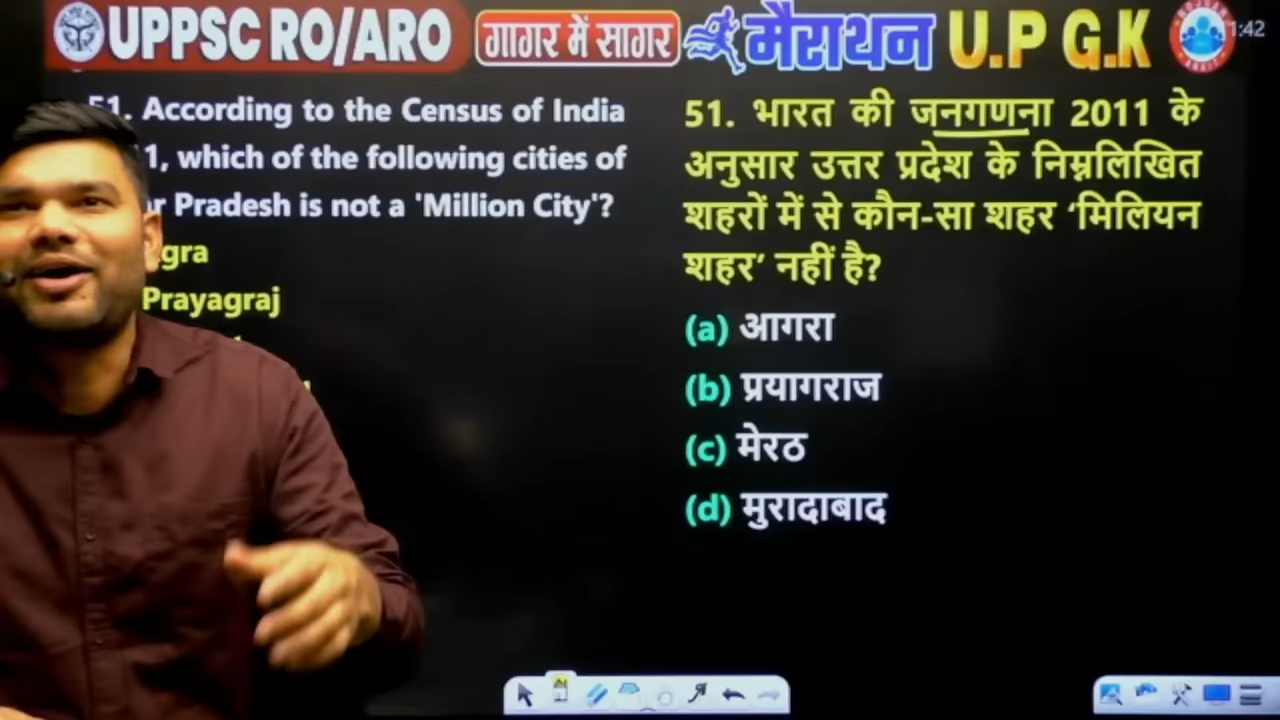 UPPSC RO/ARO गागर में सागर मैराथन U.P G.K
1:42
51. According to the Census of India
1, which of the following cities of
r Pradesh is not a 'Million City'?
gra
Prayagraj
51. भारत की जनगणना 2011 के
अनुसार उत्तर प्रदेश के निम्नलिखित
शहरों में से कौन-सा शहर ‘मिलियन
शहर’ नहीं है?
(a) आगरा
(b) प्रयागराज
(c) मेरठ
(d) मुरादाबाद